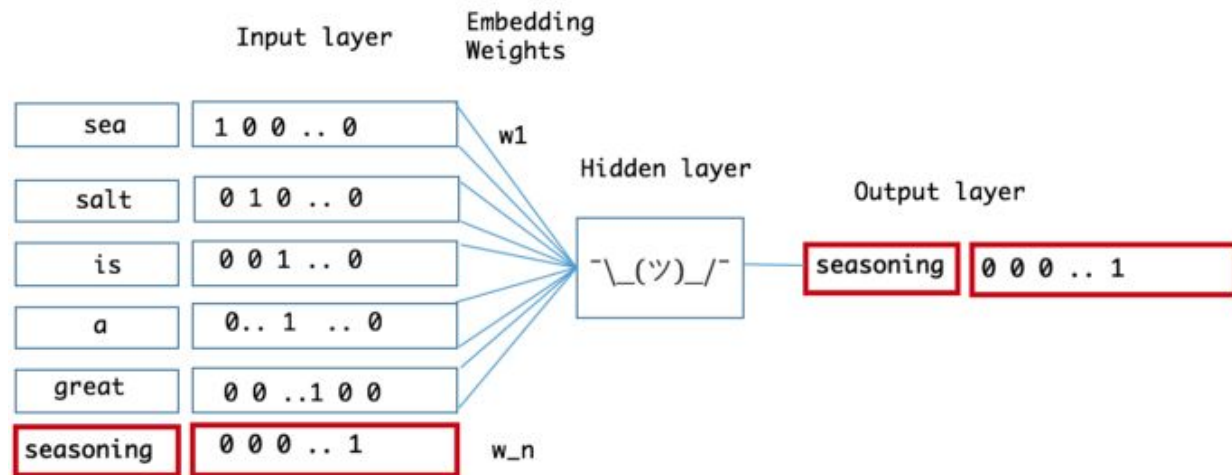 Input layer
Embedding
Weights
sea 1 0 0 .. 0
w1
salt 0 1 0 .. 0
is 0 0 1 .. 0
a 0.. 1 .. 0
great 0 0 ..1 0 0
seasoning 0 0 0 .. 1
w_n
Hidden layer
¯\_(ツ)_/¯
Output layer
seasoning 0 0 0 .. 1